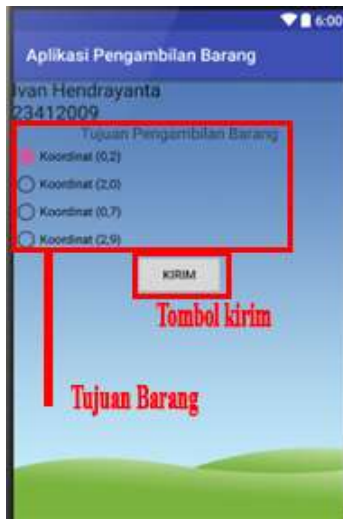 6:00
Aplikasi Pengambilan Barang
Ivan Hendrayanta
23412009
Tujuan Pengambilan Barang
Koordinat (0,2)
Koordinat (2,0)
Koordinat (0,7)
Koordinat (2,9)
KIRIM
Tombol kirim
Tujuan Barang